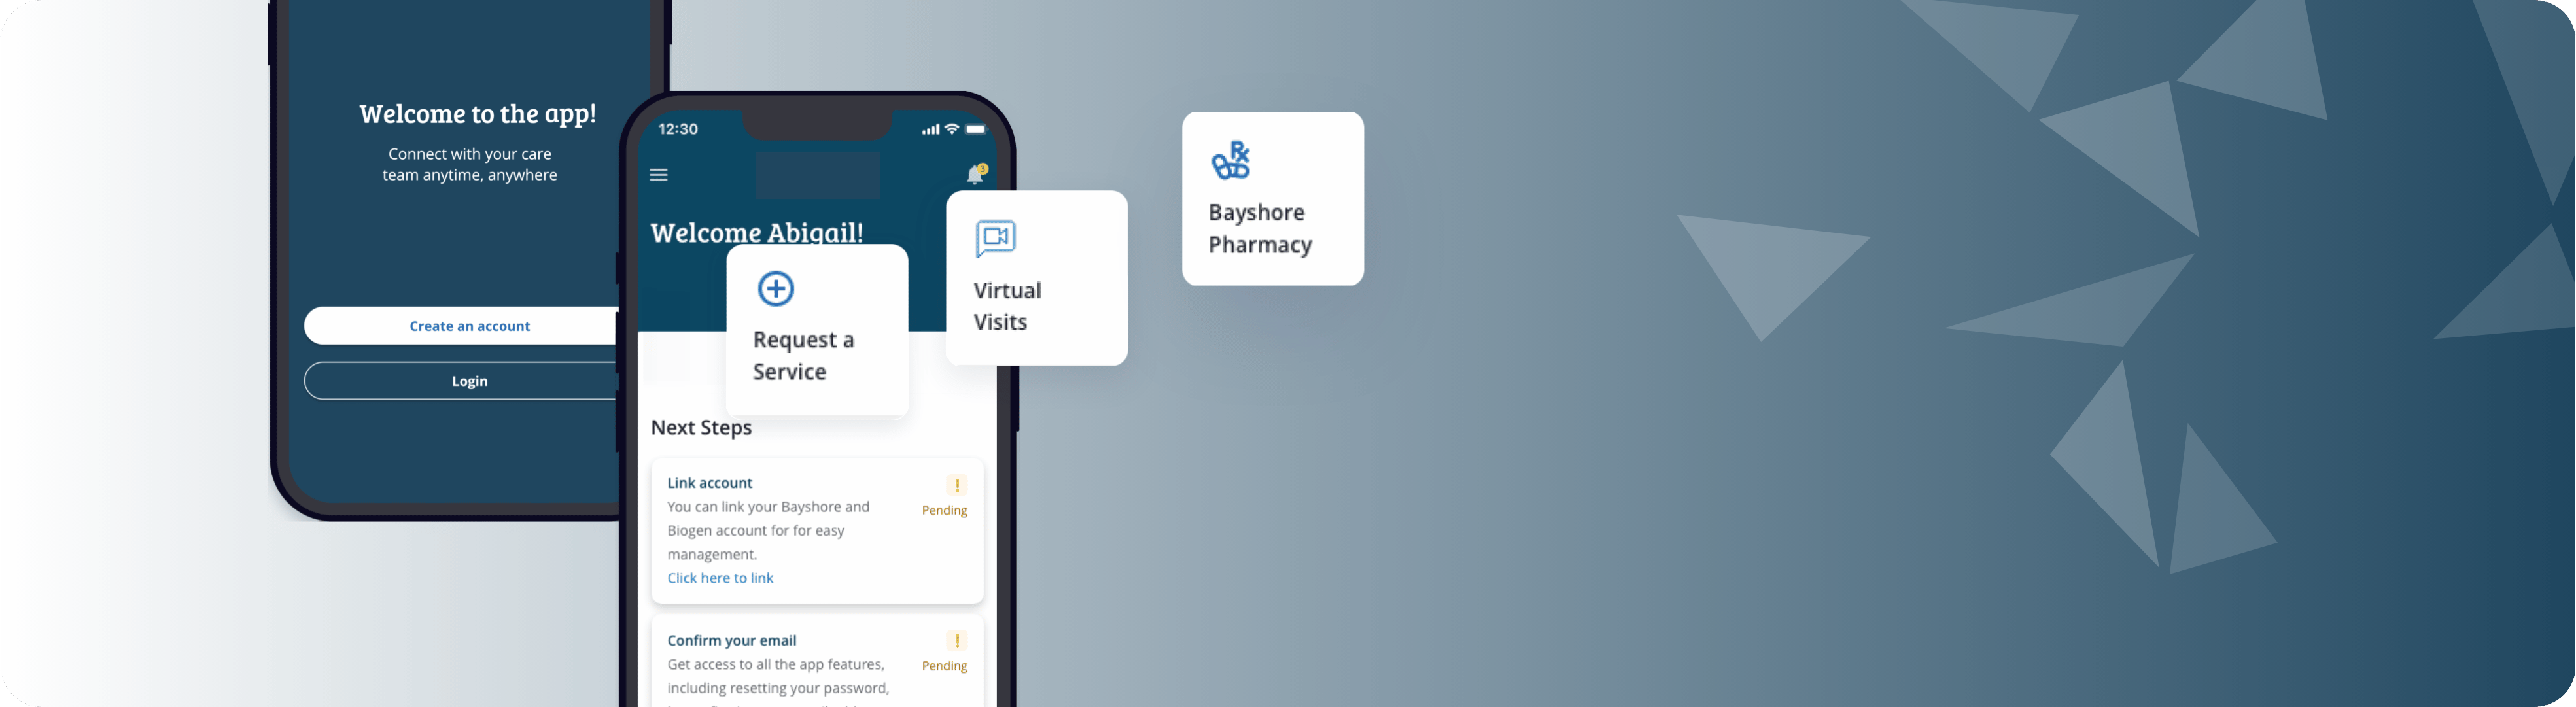 Welcome to the app!
Connect with your care
team anytime, anywhere
Create an account
Login
12:30
3
Welcome Abigail!
Request a
Service
Virtual
Visits
Bayshore
Pharmacy
Next Steps
Link account
You can link your Bayshore and
Biogen account for for easy
management.
Click here to link
! 
Pending
Confirm your email
Get access to all the app features,
including resetting your password,
!
Pending